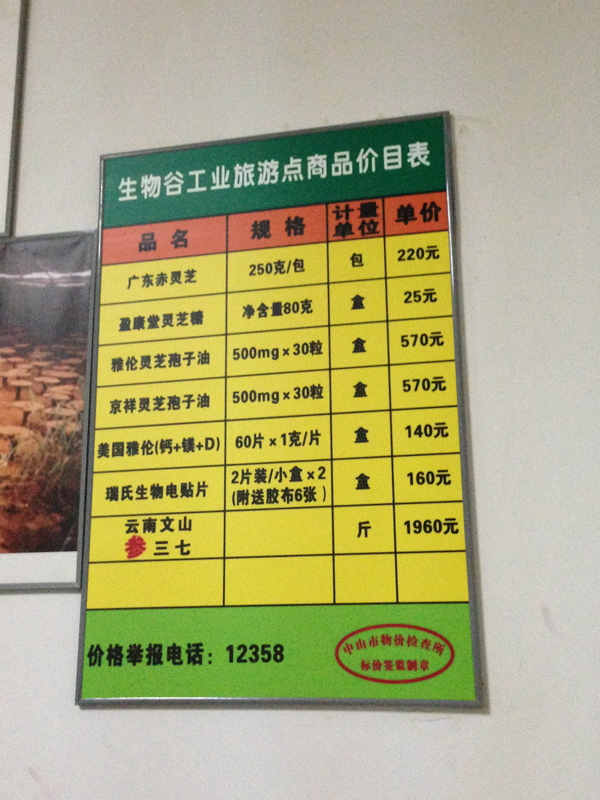 生物谷工业旅游点商品价目表
品名 规格 计量单位 单价
广东赤灵芝 250克/包 包 220元
盈康堂灵芝糖 净含量80克 盒 25元
雅伦灵芝孢子油 500mg×30粒 盒 570元
京祥灵芝孢子油 500mg×30粒 盒 570元
美国雅伦(钙+镁+D) 60片×1克/片 盒 140元
瑞氏生物电贴片 2片装/小盒×2 盒 160元
(附送胶布6张)
云南文山
参三七 斤 1960元
价格举报电话：12358
中山市物价检查所
标价签监制章